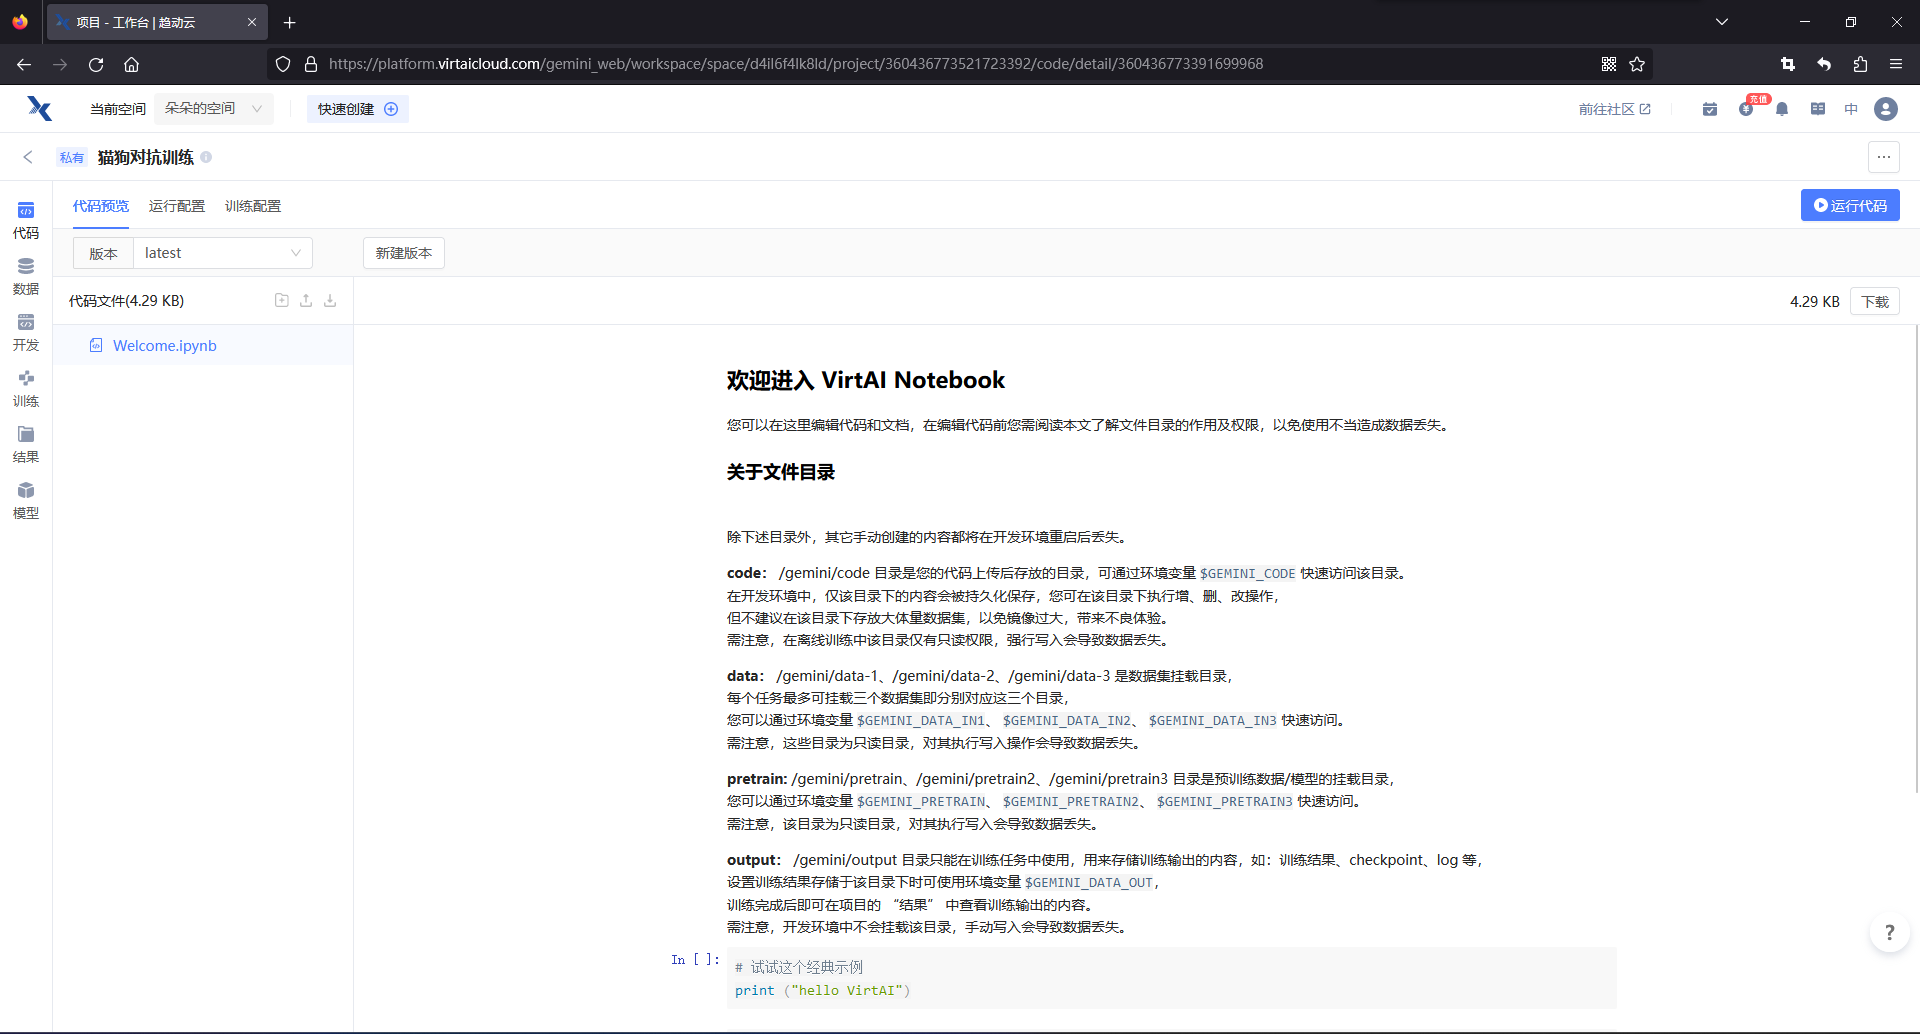 项目 - 工作台 | 趋动云
https://platform.virtaicloud.com/gemini_web/workspace/space/d4il6f4lk8ld/project/360436773521723392/code/detail/360436773391699968
当前空间 朵朵的空间 快速创建 前往社区 充值 中
私有 猫狗对抗训练
代码预览 运行配置 训练配置 运行代码
代码
数据
开发
训练
结果
模型
版本 latest 新建版本
代码文件(4.29 KB) 4.29 KB 下载
Welcome.ipynb
欢迎进入 VirtAI Notebook
您可以在这里编辑代码和文档，在编辑代码前您需阅读本文了解文件目录的作用及权限，以免使用不当造成数据丢失。
关于文件目录
除下述目录外，其它手动创建的内容都将在开发环境重启后丢失。
code： /gemini/code 目录是您的代码上传后存放的目录，可通过环境变量 $GEMINI_CODE 快速访问该目录。
在开发环境中，仅该目录下的内容会被持久化保存，您可在该目录下执行增、删、改操作，
但不建议在该目录下存放大体量数据集，以免镜像过大，带来不良体验。
需注意，在离线训练中该目录仅有只读权限，强行写入会导致数据丢失。
data： /gemini/data-1、/gemini/data-2、/gemini/data-3 是数据集挂载目录，
每个任务最多可挂载三个数据集即分别对应这三个目录，
您可以通过环境变量 $GEMINI_DATA_IN1、 $GEMINI_DATA_IN2、 $GEMINI_DATA_IN3 快速访问。
需注意，这些目录为只读目录，对其执行写入操作会导致数据丢失。
pretrain: /gemini/pretrain、/gemini/pretrain2、/gemini/pretrain3 目录是预训练数据/模型的挂载目录，
您可以通过环境变量 $GEMINI_PRETRAIN、 $GEMINI_PRETRAIN2、 $GEMINI_PRETRAIN3 快速访问。
需注意，该目录为只读目录，对其执行写入会导致数据丢失。
output： /gemini/output 目录只能在训练任务中使用，用来存储训练输出的内容，如：训练结果、checkpoint、log 等，
设置训练结果存储于该目录下时可使用环境变量 $GEMINI_DATA_OUT，
训练完成后即可在项目的 “结果” 中查看训练输出的内容。
需注意，开发环境中不会挂载该目录，手动写入会导致数据丢失。
In [ ]:
# 试试这个经典示例
print ("hello VirtAI")
?